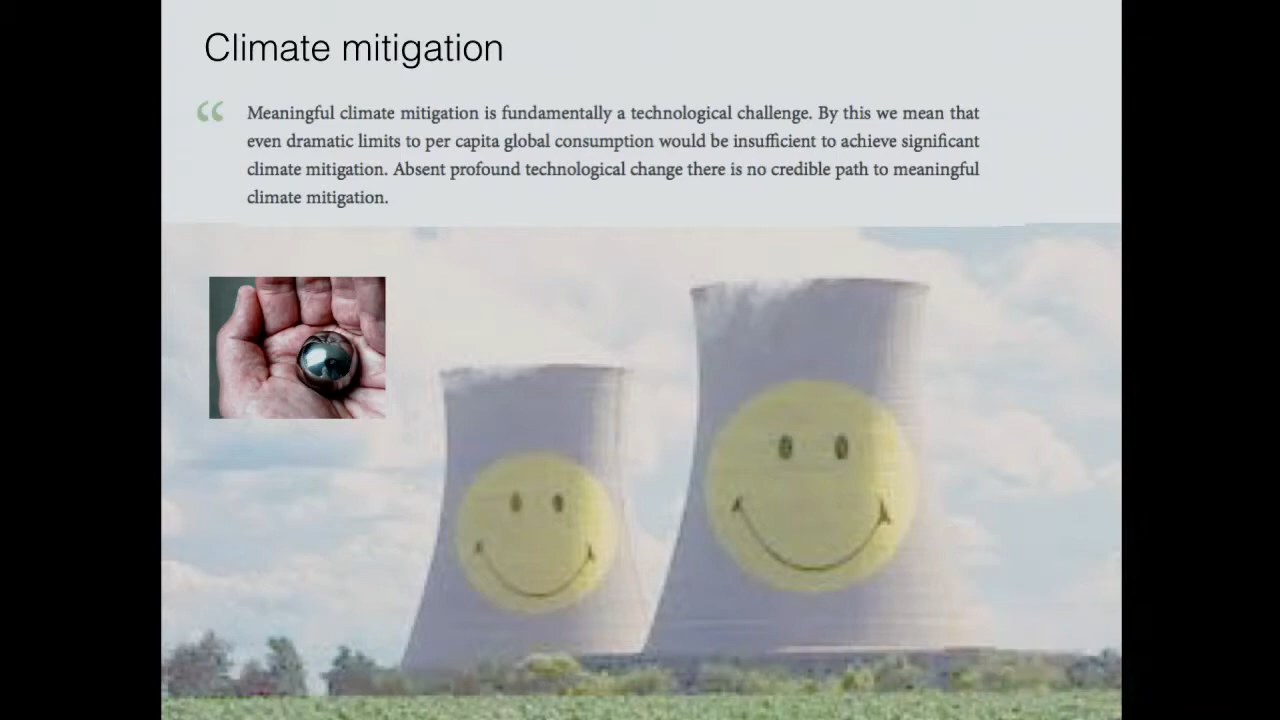 Climate mitigation
“ Meaningful climate mitigation is fundamentally a technological challenge. By this we mean that
even dramatic limits to per capita global consumption would be insufficient to achieve significant
climate mitigation. Absent profound technological change there is no credible path to meaningful
climate mitigation.